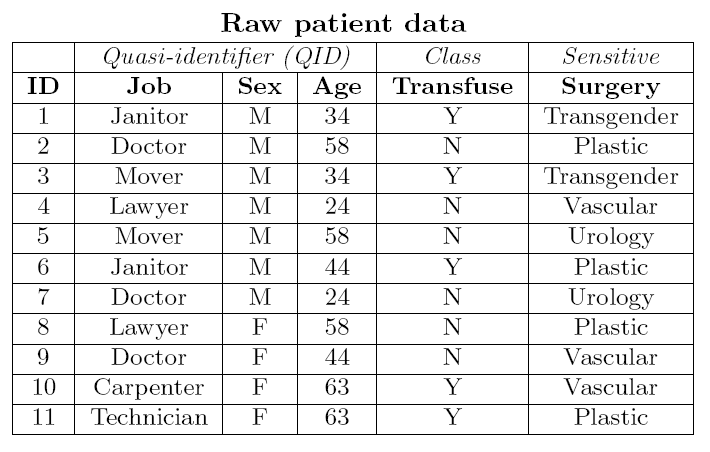 Raw patient data
Quasi-identifier (QID) Class Sensitive
ID Job Sex Age Transfuse Surgery
1 Janitor M 34 Y Transgender
2 Doctor M 58 N Plastic
3 Mover M 34 Y Transgender
4 Lawyer M 24 N Vascular
5 Mover M 58 N Urology
6 Janitor M 44 Y Plastic
7 Doctor M 24 N Urology
8 Lawyer F 58 N Plastic
9 Doctor F 44 N Vascular
10 Carpenter F 63 Y Vascular
11 Technician F 63 Y Plastic